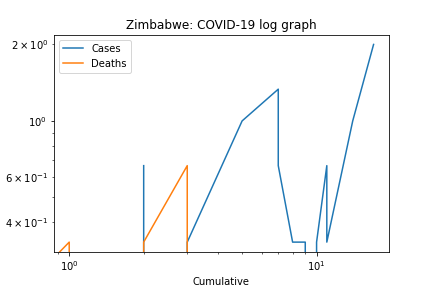 Zimbabwe: COVID-19 log graph
2 × 10⁰
Cases
Deaths
10⁰
6 × 10⁻¹
4 × 10⁻¹
10⁰
10¹
Cumulative